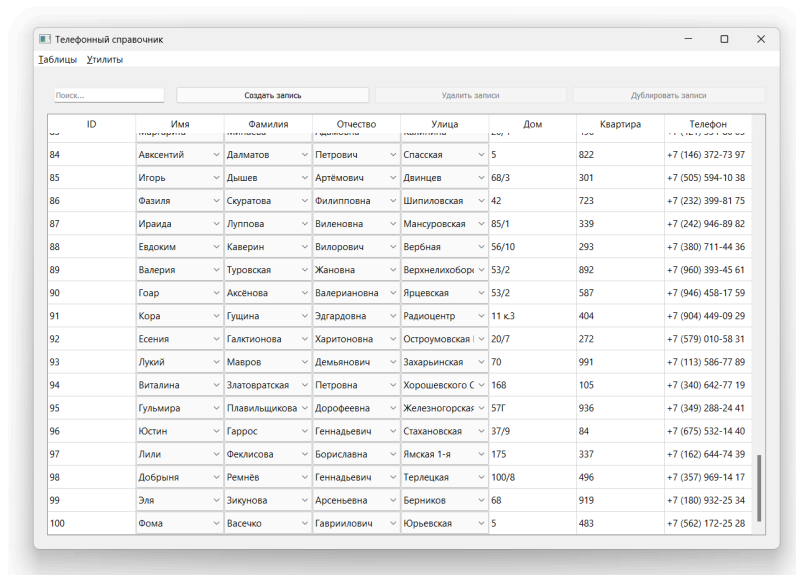 Телефонный справочник
Таблицы Утилиты
Поиск... Создать запись Удалить записи Дублировать записи
ID Имя Фамилия Отчество Улица Дом Квартира Телефон
84 Авксентий Далматов Петрович Спасская 5 822 +7 (146) 372-73 97
85 Игорь Дышев Артёмович Двинцев 68/3 301 +7 (505) 594-10 38
86 Фазиля Скуратова Филипповна Шипиловская 42 723 +7 (232) 399-81 75
87 Ираида Луппова Виленовна Мансуровская 85/1 339 +7 (242) 946-89 82
88 Евдоким Каверин Вилорович Вербная 56/10 293 +7 (380) 711-44 36
89 Валерия Туровская Жановна Верхнелихоборо 53/2 892 +7 (960) 393-45 61
90 Гоар Аксёнова Валериановна Ярцевская 53/2 587 +7 (946) 458-17 59
91 Кора Гущина Эдгардовна Радиоцентр 11 к.3 404 +7 (904) 449-09 29
92 Есения Галктионова Харитоновна Остроумовская 20/7 272 +7 (579) 010-58 31
93 Лукий Мавров Демьянович Захарьинская 70 991 +7 (113) 586-77 89
94 Виталина Златовратская Петровна Хорошевского С 168 105 +7 (340) 642-77 19
95 Гульмира Плавильщикова Дорофеевна Железногорская 57Г 936 +7 (349) 288-24 41
96 Юстин Гаррос Геннадьевич Стахановская 37/9 84 +7 (675) 532-14 40
97 Лили Феклисова Бориславна Ямская 1-я 175 337 +7 (162) 644-74 39
98 Добрыня Ремнёв Геннадьевич Терлецкая 100/8 496 +7 (357) 969-14 17
99 Эля Зикунова Арсеньевна Берников 68 919 +7 (180) 932-25 34
100 Фома Васечко Гавриилович Юрьевская 5 483 +7 (562) 172-25 28